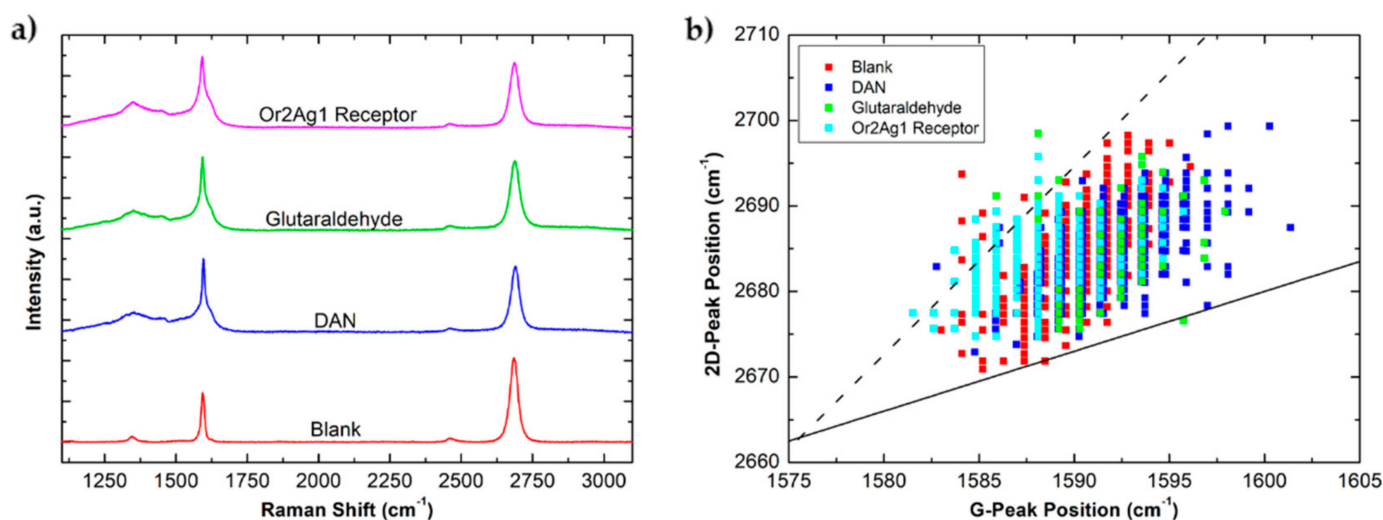 a)
Intensity (a.u.)
Or2Ag1 Receptor
Glutaraldehyde
DAN
Blank
1250 1500 1750 2000 2250 2500 2750 3000
Raman Shift (cm-1)
b)
2D-Peak Position (cm-1)
2710
2700
2690
2680
2670
2660
Blank
DAN
Glutaraldehyde
Or2Ag1 Receptor
1575 1580 1585 1590 1595 1600 1605
G-Peak Position (cm-1)